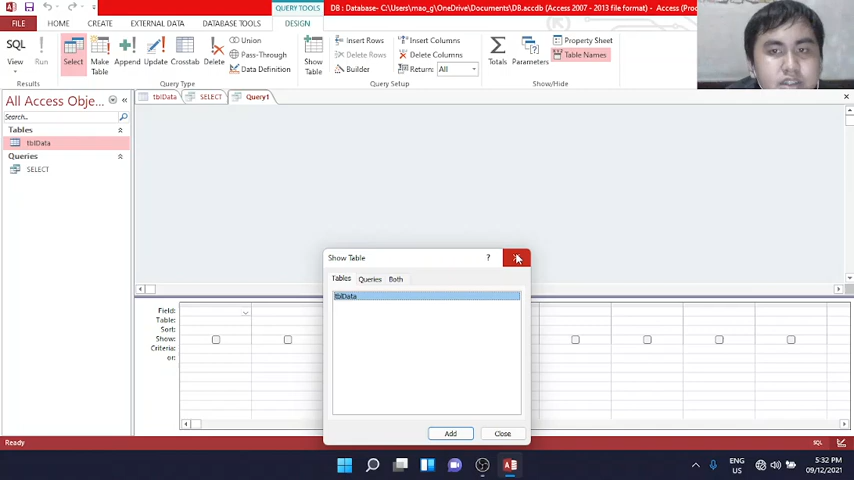 QUERY TOOLS
DB : Database- C:\Users\mao_g\OneDrive\Documents\DB.accdb (Access 2007 - 2013 file format) - Access (Proc
FILE HOME CREATE EXTERNAL DATA DATABASE TOOLS DESIGN
SQL Run Select Make Append Update Crosstab Delete
View Table
Union
Pass-Through
Data Definition
Show
Table
Insert Rows
Delete Rows
Builder
Insert Columns
Delete Columns
Return: All
Totals Parameters
Property Sheet
Table Names
Results Query Type Query Setup Show/Hide
All Access Obje...
Search...
Tables
tblData
Queries
SELECT
tblData SELECT Query1
Show Table ?
Tables Queries Both
tblData
Add Close
Field:
Table:
Sort:
Show:
Criteria:
or:
Ready SQL
ENG
US
5:32 PM
09/12/2021